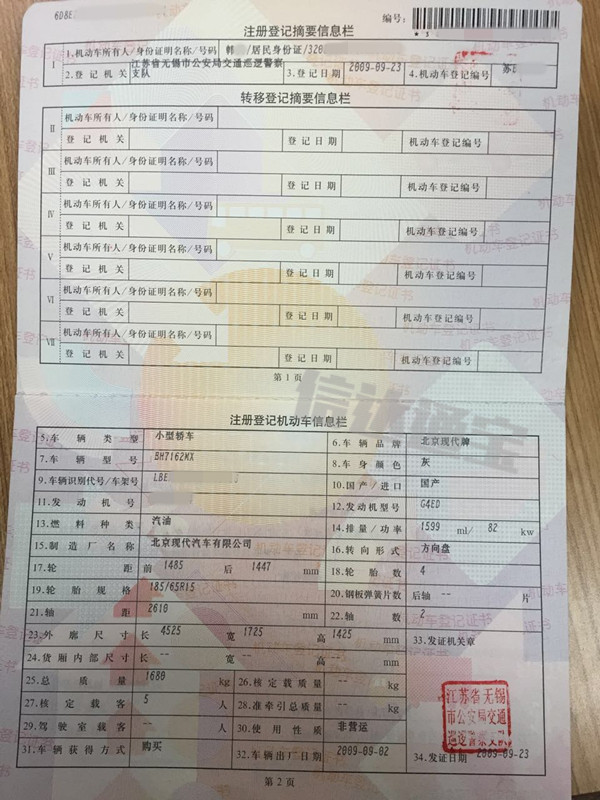 6D8E
编号:
注册登记摘要信息栏
I
1.机动车所有人/身份证明名称/号码 韩 /居民身份证/320
2.登记机关 江苏省无锡市公安局交通巡逻警察支队 3.登记日期 2009-09-23 4.机动车登记编号 苏B
转移登记摘要信息栏
II 机动车所有人/身份证明名称/号码
登记机关 登记日期 机动车登记编号
III 机动车所有人/身份证明名称/号码
登记机关 登记日期 机动车登记编号
IV 机动车所有人/身份证明名称/号码
登记机关 登记日期 机动车登记编号
V 机动车所有人/身份证明名称/号码
登记机关 登记日期 机动车登记编号
VI 机动车所有人/身份证明名称/号码
登记机关 登记日期 机动车登记编号
VII 机动车所有人/身份证明名称/号码
登记机关 登记日期 机动车登记编号
第1页
信达通宝
注册登记机动车信息栏
5.车辆类型 小型轿车 6.车辆品牌 北京现代牌
7.车辆型号 BH7162MX 8.车身颜色 灰
9.车辆识别代号/车架号 LBE 10.国产/进口 国产
11.发动机号 12.发动机型号 G4ED
13.燃料种类 汽油 14.排量/功率 1599 ml/ 82 kw
15.制造厂名称 北京现代汽车有限公司 16.转向形式 方向盘
17.轮距 前 1485 后 1447 mm 18.轮胎数 4
19.轮胎规格 185/65R15 20.钢板弹簧片数 后轴 -- 片
21.轴距 2610 mm 22.轴数 2
23.外廓尺寸 长 4525 宽 1725 高 1425 mm 33.发证机关章
24.货厢内部尺寸 长 -- 宽 -- 高 -- mm
25.总质量 1680 kg 26.核定载质量 -- kg
27.核定载客 5 人 28.准牵引总质量 -- kg
29.驾驶室载客 -- 人 30.使用性质 非营运
31.车辆获得方式 购买 32.车辆出厂日期 2009-09-02 34.发证日期 2009-09-23
江苏省无锡
市公安局交通
巡逻警察支队
第2页